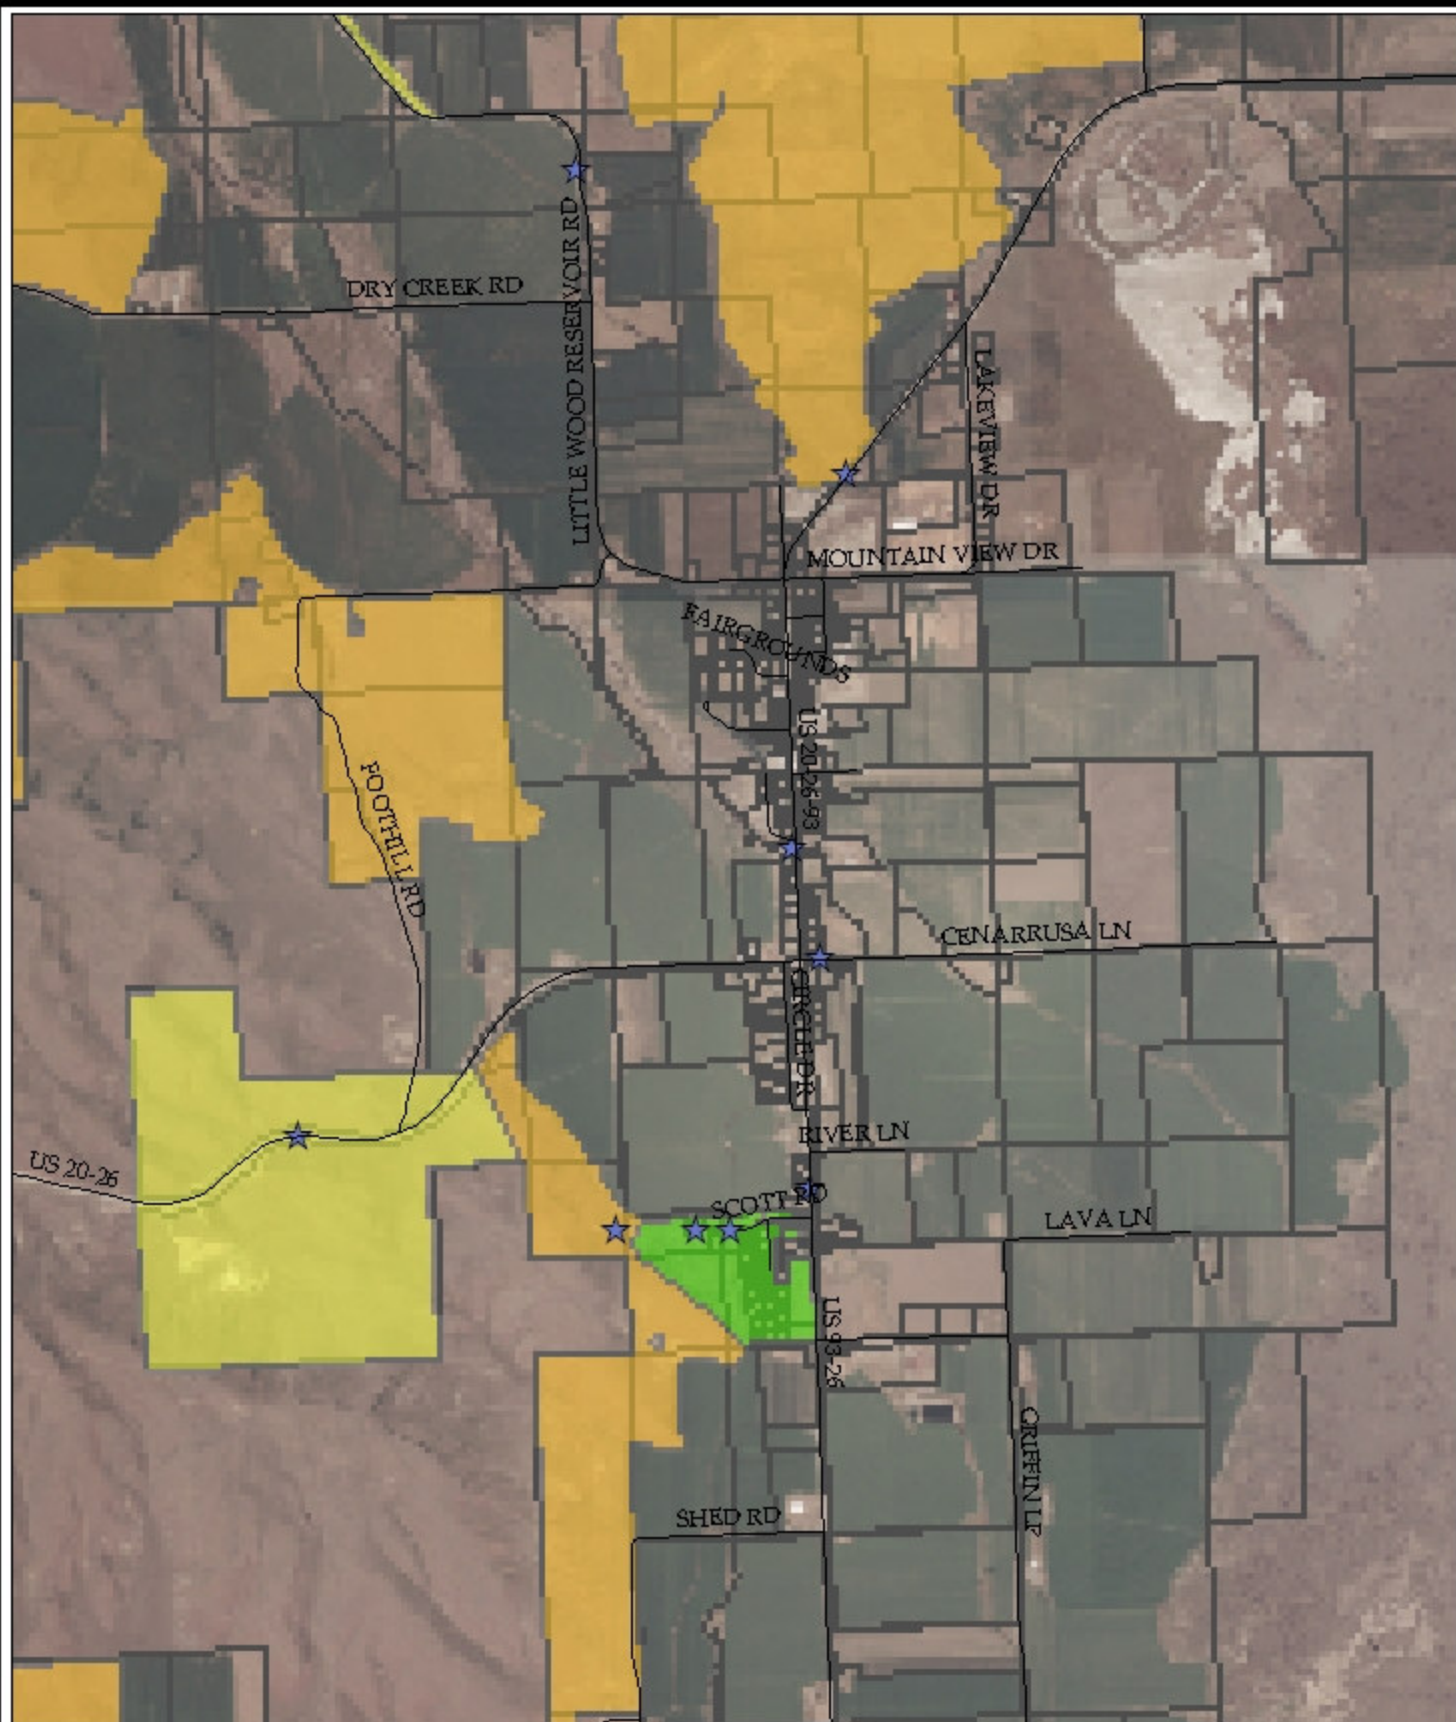 DRY CREEK RD
LITTLE WOOD RESERVOIR RD
LAKEVIEW DR
MOUNTAIN VIEW DR
FAIRGROUNDS
US 20-26-93
FOOTHILL RD
CENARRUSA LN
CIRCLE DR
RIVER LN
US 20-26
SCOTT RD
LAVA LN
US 93-26
GRIFFIN LP
SHED RD